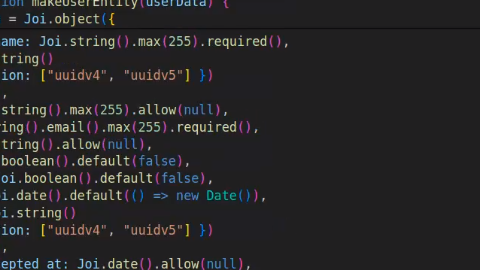 ion makeUserEntity(userData) {
= Joi.object({
ame: Joi.string().max(255).required(),
tring()
ion: ["uuidv4", "uuidv5"] })
,
string().max(255).allow(null),
ing().email().max(255).required(),
tring().allow(null),
boolean().default(false),
oi.boolean().default(false),
i.date().default(() => new Date()),
i.string()
ion: ["uuidv4", "uuidv5"] })
,
epted_at: Joi.date().allow(null),